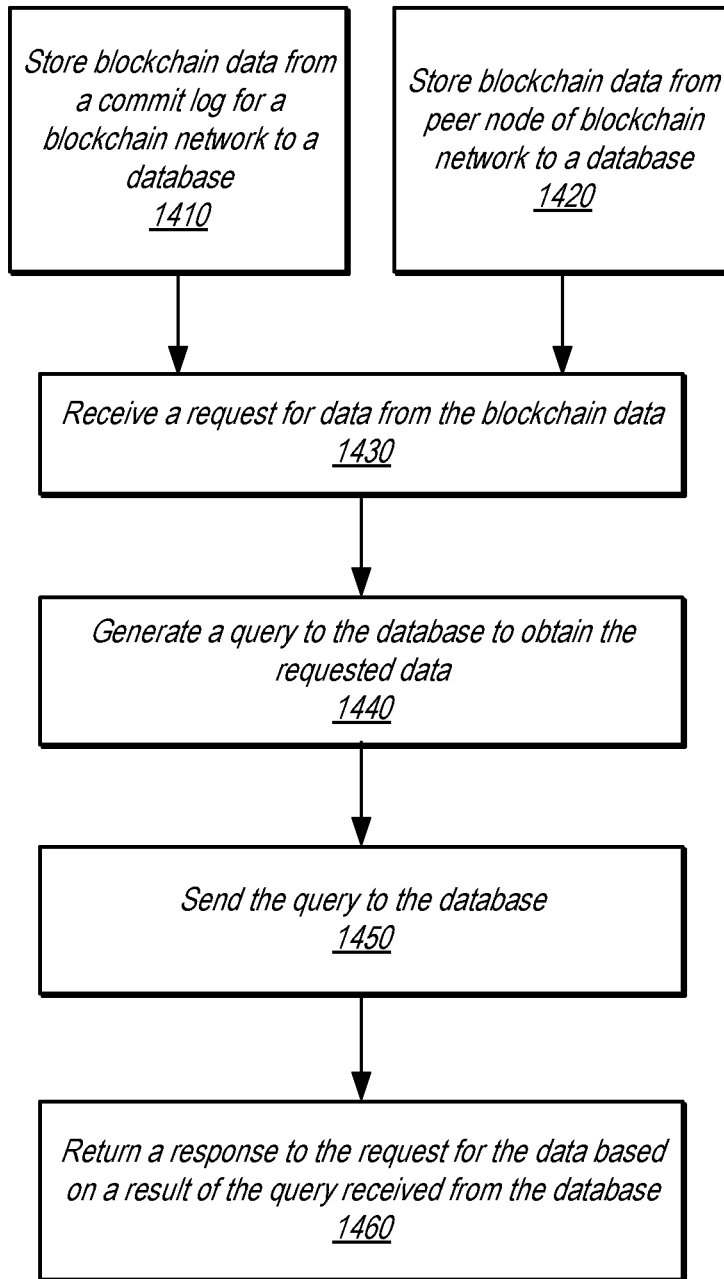 Store blockchain data from
a commit log for a
blockchain network to a
database
1410
Store blockchain data from
peer node of blockchain
network to a database
1420
Receive a request for data from the blockchain data
1430
Generate a query to the database to obtain the
requested data
1440
Send the query to the database
1450
Return a response to the request for the data based
on a result of the query received from the database
1460